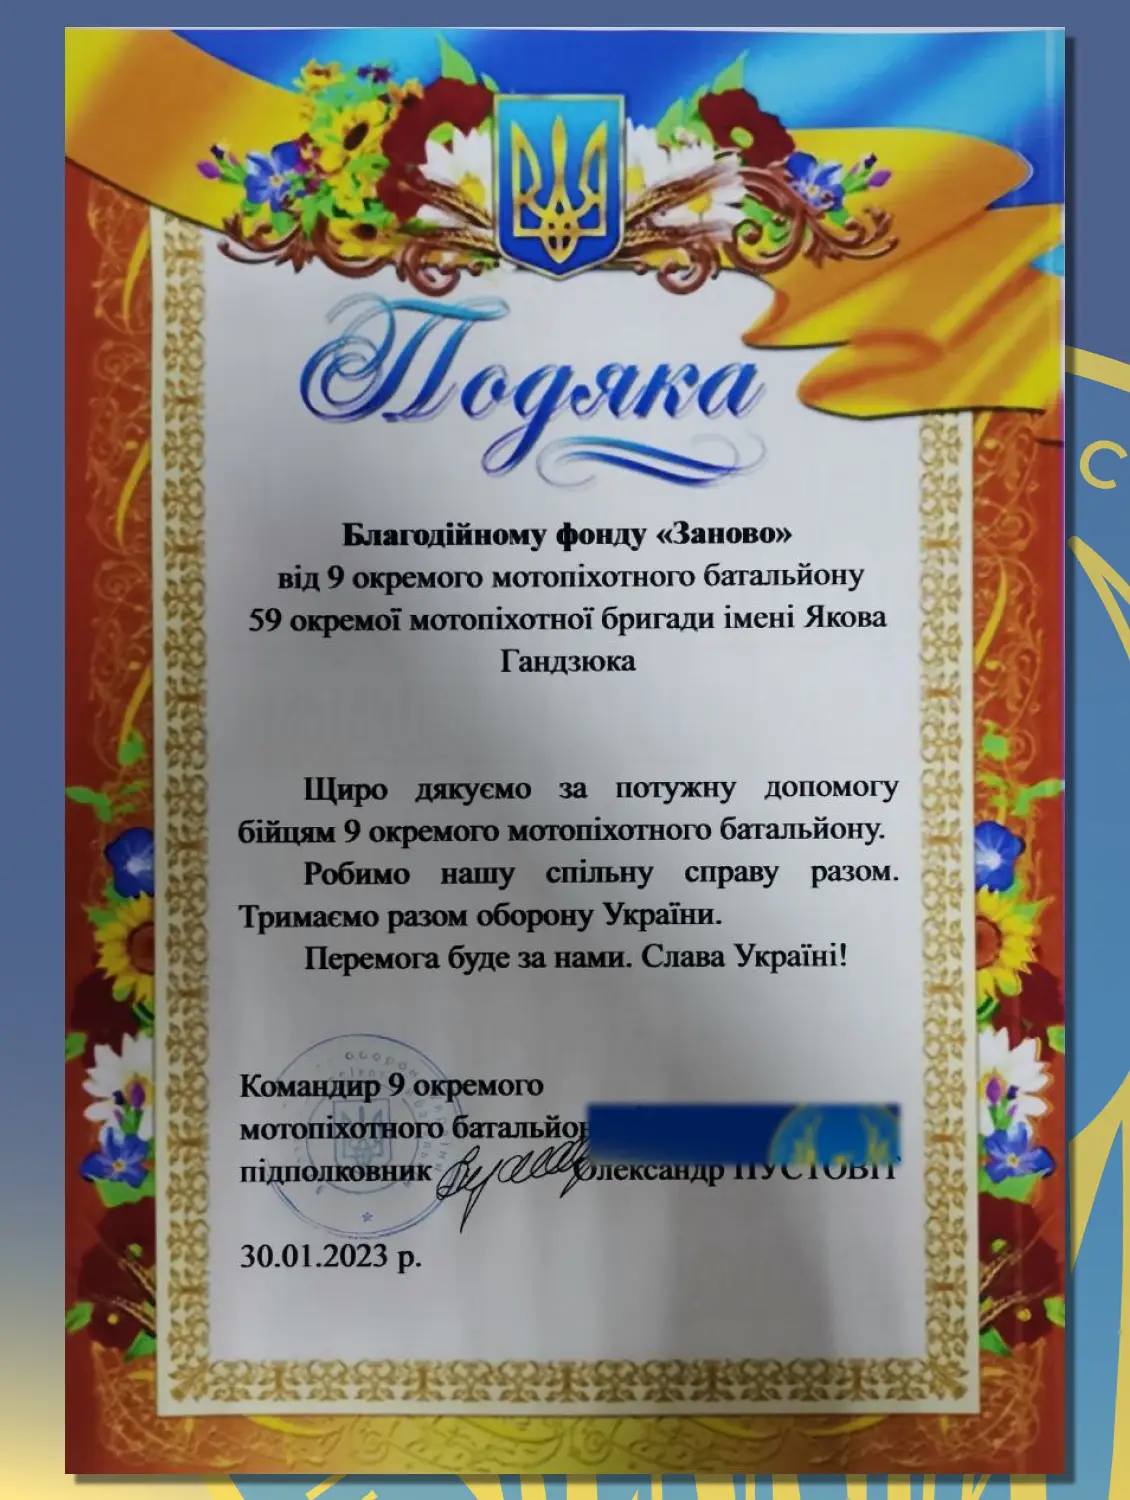 Подяка
Благодійному фонду «Заново»
від 9 окремого мотопіхотного батальйону
59 окремої мотопіхотної бригади імені Якова
Гандзюка
Щиро дякуємо за потужну допомогу
бійцям 9 окремого мотопіхотного батальйону.
Робимо нашу спільну справу разом.
Тримаємо разом оборону України.
Перемога буде за нами. Слава Україні!
Командир 9 окремого
мотопіхотного
підполковник Олександр ПУСТОВІТ
30.01.2023 р.